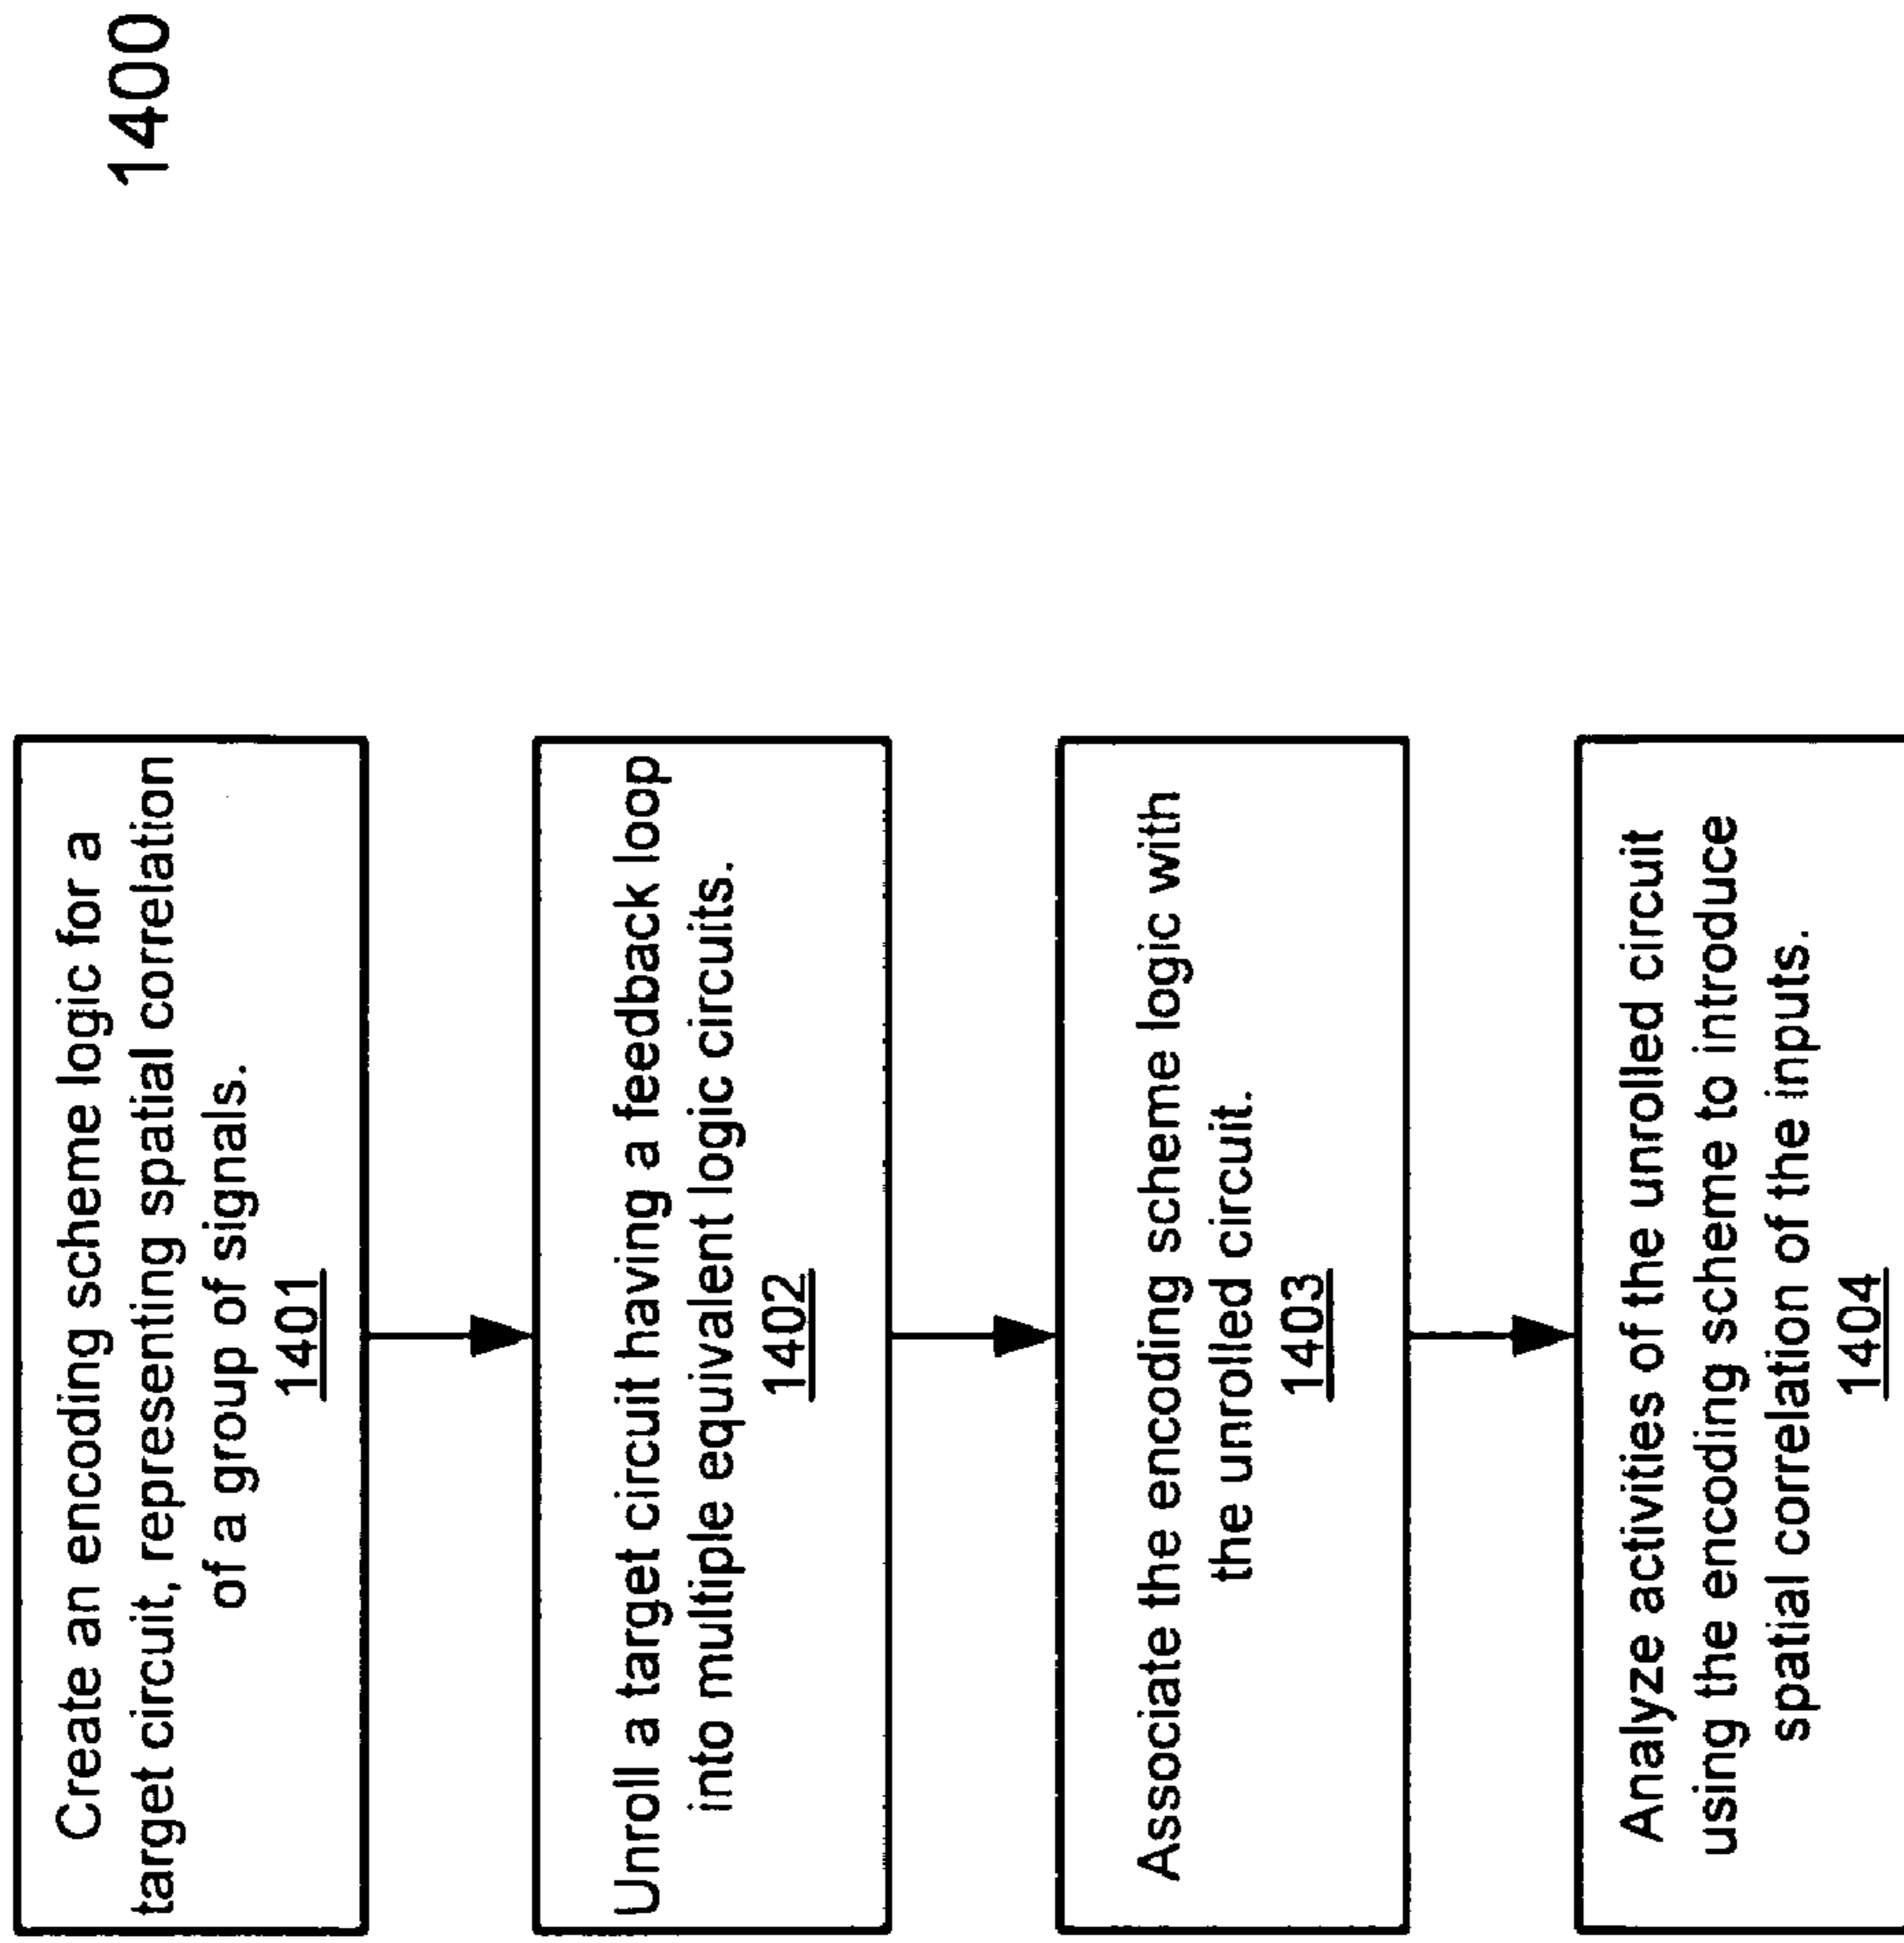 1400
Create an encoding scheme logic for a
target circuit, representing spatial correlation
of a group of signals.
1401
Unroll a target circuit having a feedback loop
into multiple equivalent logic circuits.
1402
Associate the encoding scheme logic with
the unrolled circuit.
1403
Analyze activities of the unrolled circuit
using the encoding scheme to introduce
spatial correlation of the inputs.
1404